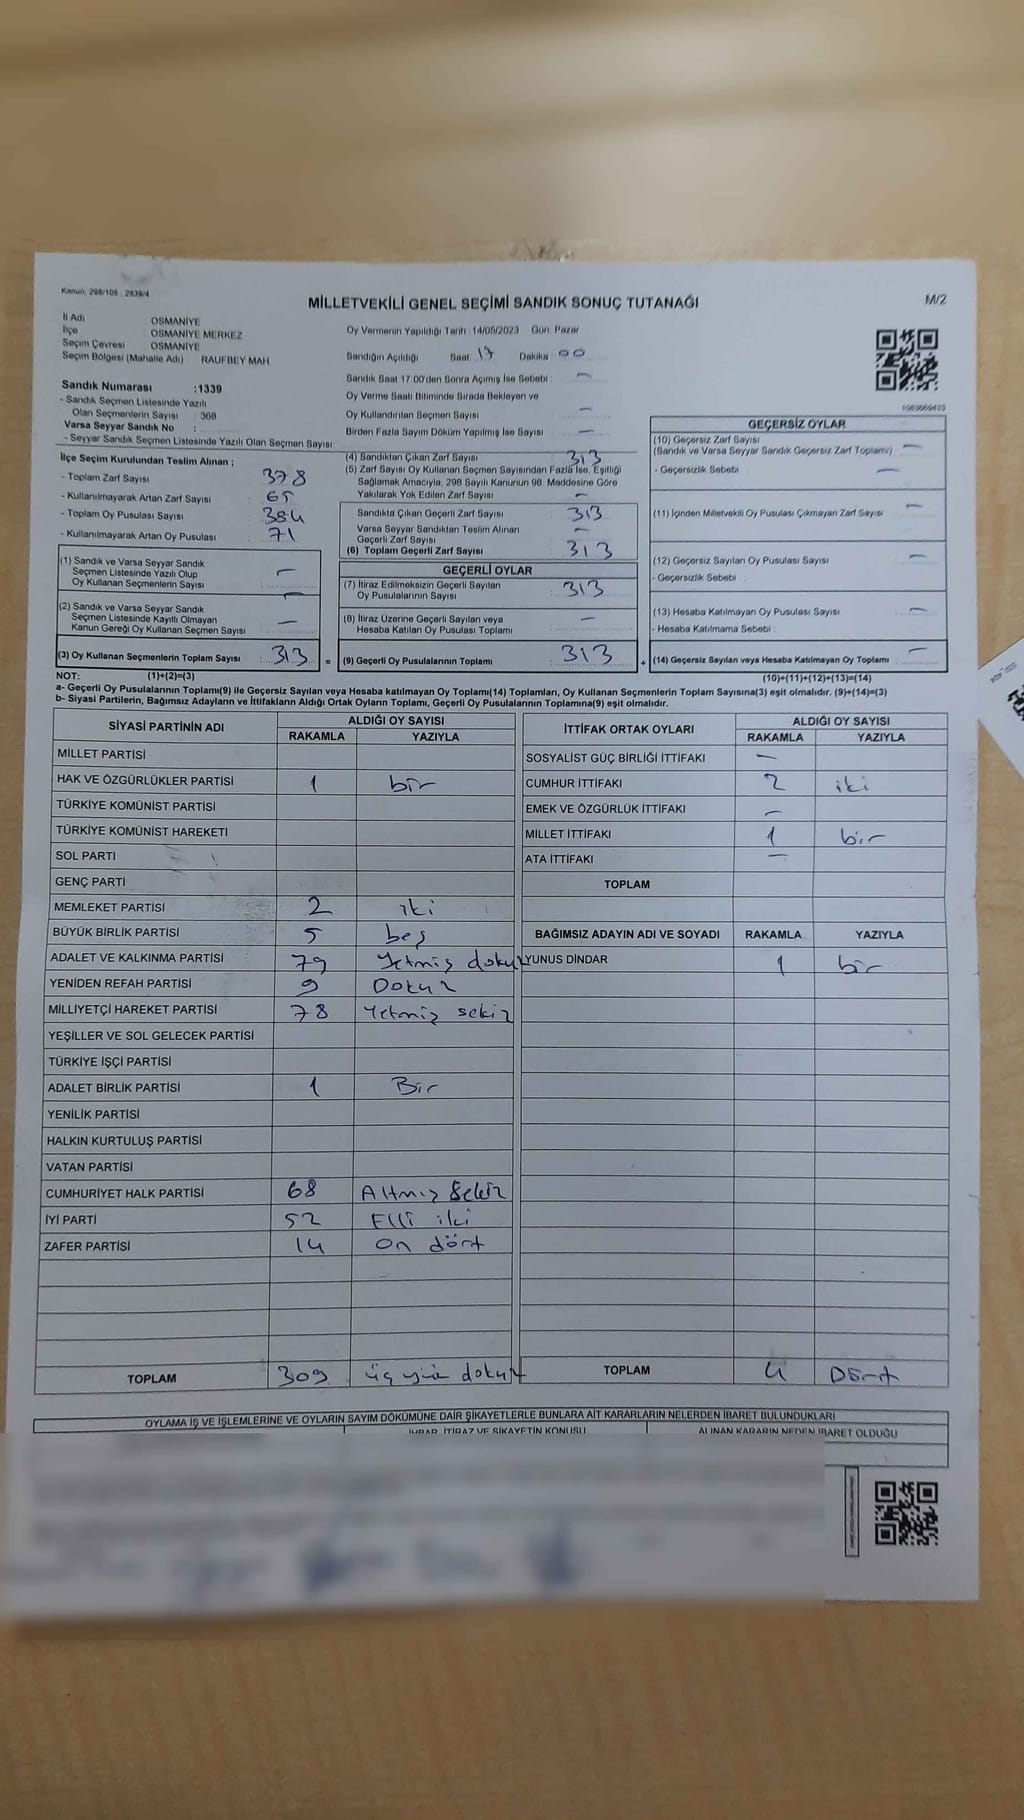 Kanun, 298/105 , 2839/4
MİLLETVEKİLİ GENEL SEÇİMİ SANDIK SONUÇ TUTANAĞI
M/2
İl Adı OSMANİYE
İlçe OSMANİYE MERKEZ
Seçim Çevresi OSMANİYE
Seçim Bölgesi (Mahalle Adı) RAUFBEY MAH
Oy Vermenin Yapıldığı Tarih : 14/05/2023 Gün: Pazar
Sandığın Açıldığı Saat 17 Dakika 00
Sandık Saat 17.00'den Sonra Açımış İse Sebebi : -
Oy Verme Saati Bitiminde Sırada Bekleyen ve
Oy Kullandırılan Seçmen Sayısı -
Birden Fazla Sayım Döküm Yapılmış İse Sayısı -
Sandık Numarası :1339
- Sandık Seçmen Listesinde Yazılı
Olan Seçmenlerin Sayısı : 368
Varsa Seyyar Sandık No :
- Seyyar Sandık Seçmen Listesinde Yazılı Olan Seçmen Sayısı:
İlçe Seçim Kurulundan Teslim Alınan ;
- Toplam Zarf Sayısı 378
- Kullanılmayarak Artan Zarf Sayısı 65
- Toplam Oy Pusulası Sayısı 384
- Kullanılmayarak Artan Oy Pusulası 71
(1) Sandık ve Varsa Seyyar Sandık
Seçmen Listesinde Yazılı Olup
Oy Kullanan Seçmenlerin Sayısı -
(2) Sandık ve Varsa Seyyar Sandık
Seçmen Listesinde Kayıtlı Olmayan
Kanun Gereği Oy Kullanan Seçmen Sayısı -
(3) Oy Kullanan Seçmenlerin Toplam Sayısı : 313 =
(4) Sandıktan Çıkan Zarf Sayısı 313
(5) Zarf Sayısı Oy Kullanan Seçmen Sayısından Fazla İse, Eşitliği
Sağlamak Amacıyla, 298 Sayılı Kanunun 98. Maddesine Göre
Yakılarak Yok Edilen Zarf Sayısı -
Sandıkta Çıkan Geçerli Zarf Sayısı 313
Varsa Seyyar Sandıktan Teslim Alınan
Geçerli Zarf Sayısı -
(6) Toplam Geçerli Zarf Sayısı 313
GEÇERLİ OYLAR
(7) İtiraz Edilmeksizin Geçerli Sayılan
Oy Pusulalarının Sayısı 313
(8) İtiraz Üzerine Geçerli Sayılan veya
Hesaba Katılan Oy Pusulası Toplamı -
(9) Geçerli Oy Pusulalarının Toplamı 313 +
1083669433
GEÇERSİZ OYLAR
(10) Geçersiz Zarf Sayısı
(Sandık ve Varsa Seyyar Sandık Geçersiz Zarf Toplamı) -
- Geçersizlik Sebebi -
(11) İçinden Milletvekili Oy Pusulası Çıkmayan Zarf Sayısı -
(12) Geçersiz Sayılan Oy Pusulası Sayısı -
- Geçersizlik Sebebi :
(13) Hesaba Katılmayan Oy Pusulası Sayısı -
- Hesaba Katılmama Sebebi :
(14) Geçersiz Sayılan veya Hesaba Katılmayan Oy Toplamı -
NOT: (1)+(2)=(3) (10)+(11)+(12)+(13)=(14)
a- Geçerli Oy Pusulalarının Toplamı(9) ile Geçersiz Sayılan veya Hesaba katılmayan Oy Toplamı(14) Toplamları, Oy Kullanan Seçmenlerin Toplam Sayısına(3) eşit olmalıdır. (9)+(14)=(3)
b- Siyasi Partilerin, Bağımsız Adayların ve İttifakların Aldığı Ortak Oyların Toplamı, Geçerli Oy Pusulalarının Toplamına(9) eşit olmalıdır.
SİYASİ PARTİNİN ADI ALDIĞI OY SAYISI
RAKAMLA YAZIYLA
MİLLET PARTİSİ
HAK VE ÖZGÜRLÜKLER PARTİSİ 1 bir
TÜRKİYE KOMÜNİST PARTİSİ
TÜRKİYE KOMÜNİST HAREKETİ
SOL PARTİ
GENÇ PARTİ
MEMLEKET PARTİSİ 2 iki
BÜYÜK BİRLİK PARTİSİ 5 beş
ADALET VE KALKINMA PARTİSİ 79 Yetmiş dokuz
YENİDEN REFAH PARTİSİ 9 Dokuz
MİLLİYETÇİ HAREKET PARTİSİ 78 Yetmiş sekiz
YEŞİLLER VE SOL GELECEK PARTİSİ
TÜRKİYE İŞÇİ PARTİSİ
ADALET BİRLİK PARTİSİ 1 Bir
YENİLİK PARTİSİ
HALKIN KURTULUŞ PARTİSİ
VATAN PARTİSİ
CUMHURİYET HALK PARTİSİ 68 Altmış Sekiz
İYİ PARTİ 52 Elli iki
ZAFER PARTİSİ 14 On dört
TOPLAM 309 üç yüz dokuz
İTTİFAK ORTAK OYLARI ALDIĞI OY SAYISI
RAKAMLA YAZIYLA
SOSYALİST GÜÇ BİRLİĞİ İTTİFAKI -
CUMHUR İTTİFAKI 2 iki
EMEK VE ÖZGÜRLÜK İTTİFAKI -
MİLLET İTTİFAKI 1 bir
ATA İTTİFAKI -
TOPLAM
BAĞIMSIZ ADAYIN ADI VE SOYADI RAKAMLA YAZIYLA
YUNUS DİNDAR 1 bir
TOPLAM 4 Dört
OYLAMA İŞ VE İŞLEMLERİNE VE OYLARIN SAYIM DÖKÜMÜNE DAİR ŞİKAYETLERLE BUNLARA AİT KARARLARIN NELERDEN İBARET BULUNDUKLARI
İHBAR, İTİRAZ VE ŞİKAYETİN KONUSU ALINAN KARARIN NEDEN İBARET OLDUĞU